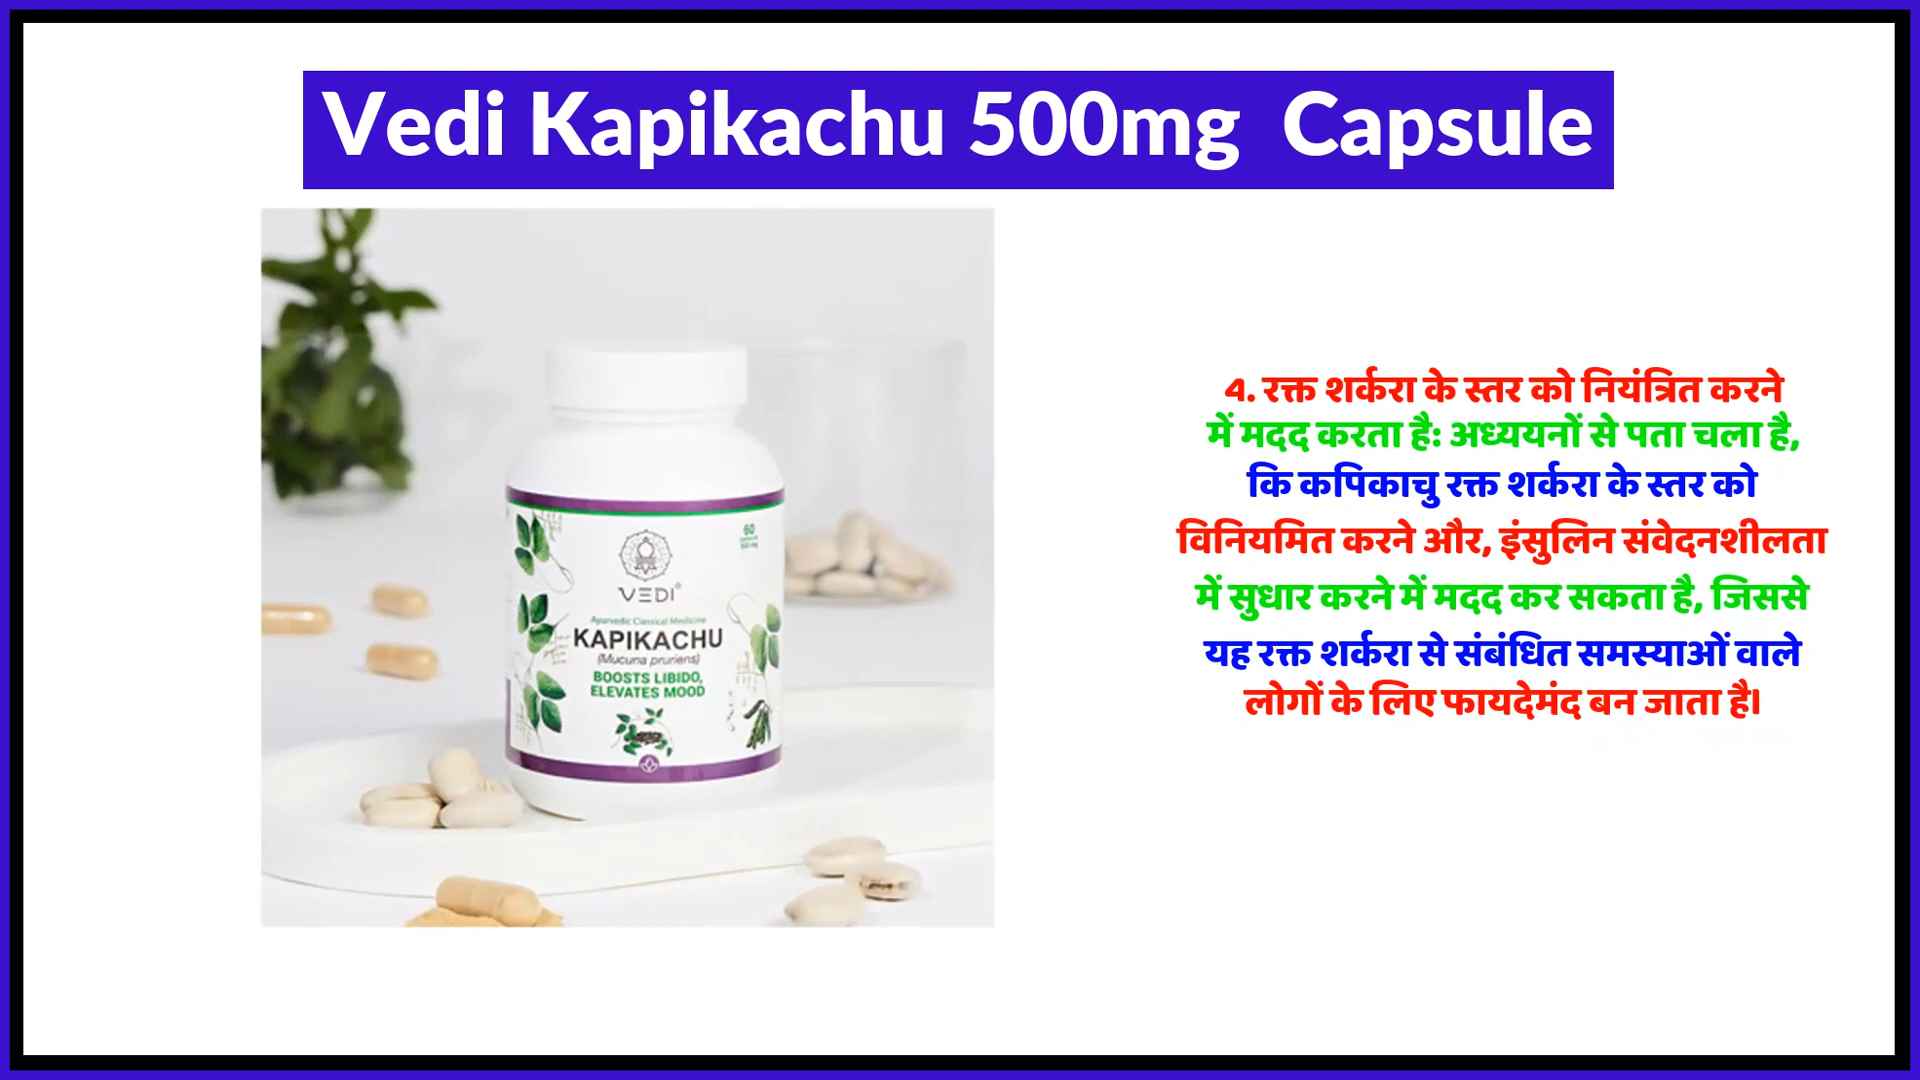 Vedi Kapikachu 500mg Capsule
60
VEDI
Ayurvedic Classical Medicine
KAPIKACHU
(Mucuna pruriens)
BOOSTS LIBIDO,
ELEVATES MOOD
4. रक्त शर्करा के स्तर को नियंत्रित करने
में मदद करता है: अध्ययनों से पता चला है,
कि कपिकाचु रक्त शर्करा के स्तर को
विनियमित करने और, इंसुलिन संवेदनशीलता
में सुधार करने में मदद कर सकता है, जिससे
यह रक्त शर्करा से संबंधित समस्याओं वाले
लोगों के लिए फायदेमंद बन जाता है।